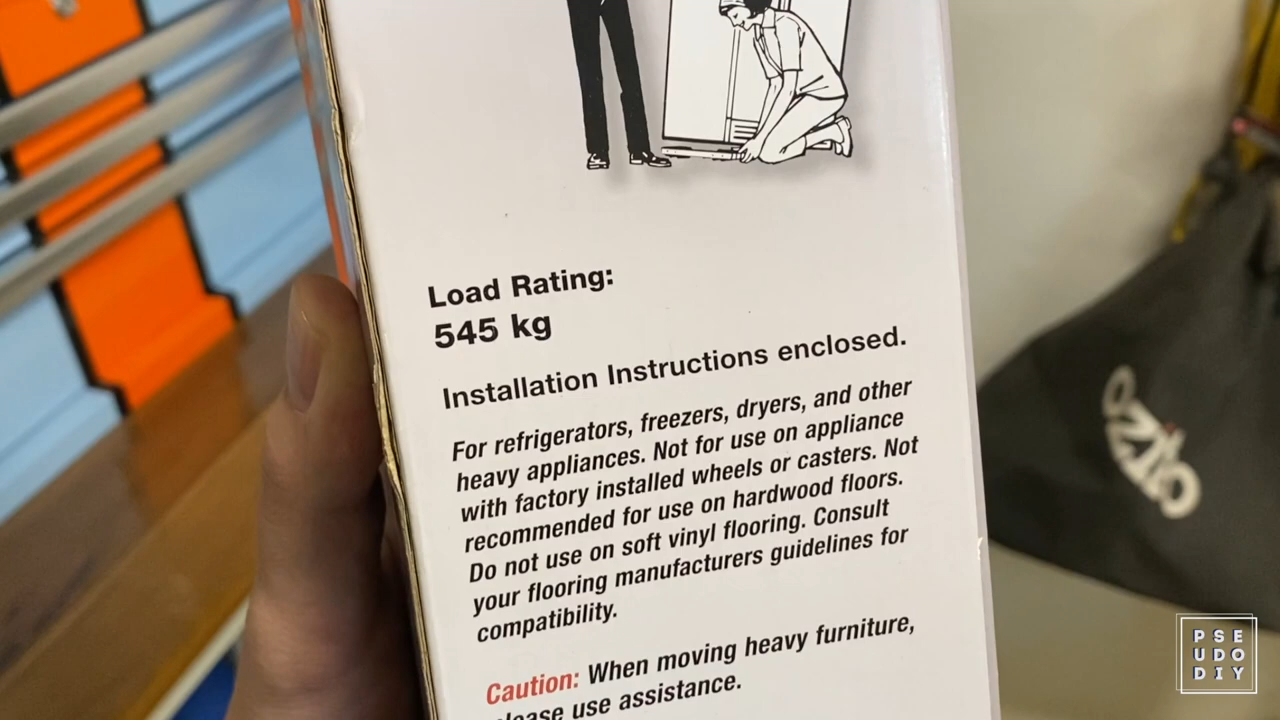 Load Rating:
545 kg
Installation Instructions enclosed.
For refrigerators, freezers, dryers, and other
heavy appliances. Not for use on appliance
with factory installed wheels or casters. Not
recommended for use on hardwood floors.
Do not use on soft vinyl flooring. Consult
your flooring manufacturers guidelines for
compatibility.
Caution: When moving heavy furniture,
please use assistance.
ozito
PSE
UDO
DIY